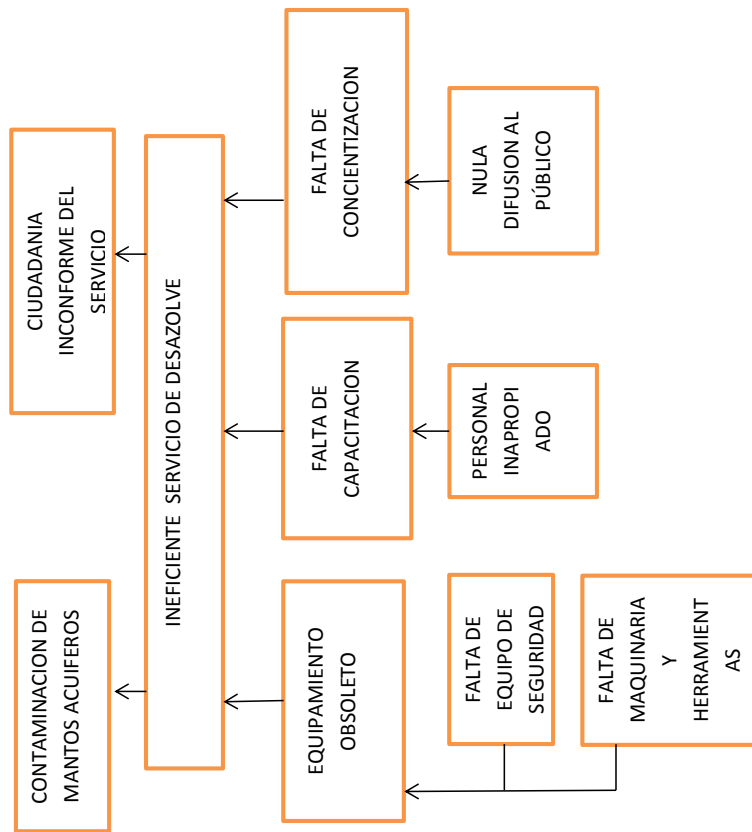 CONTAMINACION DE
MANTOS ACUIFEROS
CIUDADANIA
INCONFORME DEL
SERVICIO
INEFICIENTE SERVICIO DE DESAZOLVE
EQUIPAMIENTO
OBSOLETO
FALTA DE
CAPACITACION
FALTA DE
CONCIENTIZACION
FALTA DE
EQUIPO DE
SEGURIDAD
PERSONAL
INAPROPI
ADO
NULA
DIFUSION AL
PÚBLICO
FALTA DE
MAQUINARIA
Y
HERRAMIENT
AS